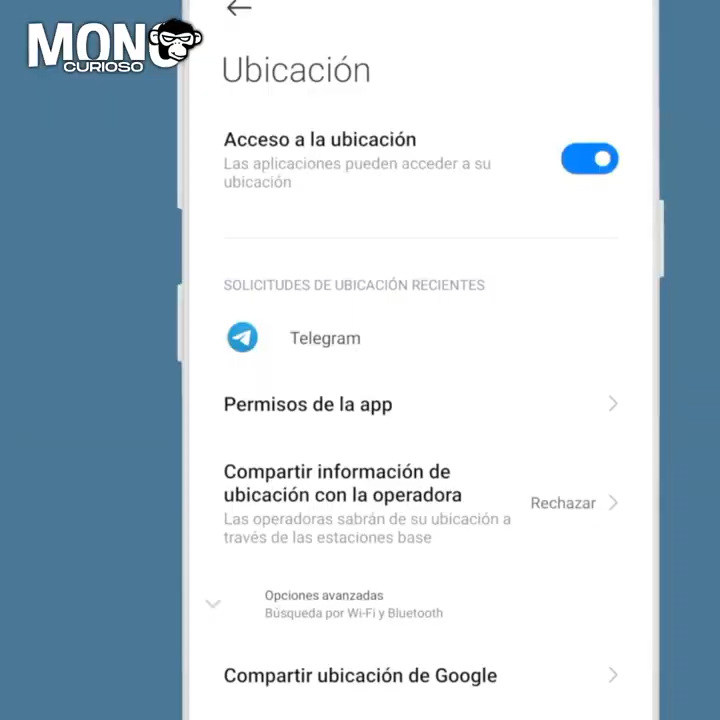 MONO
CURIOSO
Ubicación
Acceso a la ubicación
Las aplicaciones pueden acceder a su
ubicación
SOLICITUDES DE UBICACIÓN RECIENTES
Telegram
Permisos de la app
Compartir información de
ubicación con la operadora
Rechazar
Las operadoras sabrán de su ubicación a
través de las estaciones base
Opciones avanzadas
Búsqueda por Wi-Fi y Bluetooth
Compartir ubicación de Google